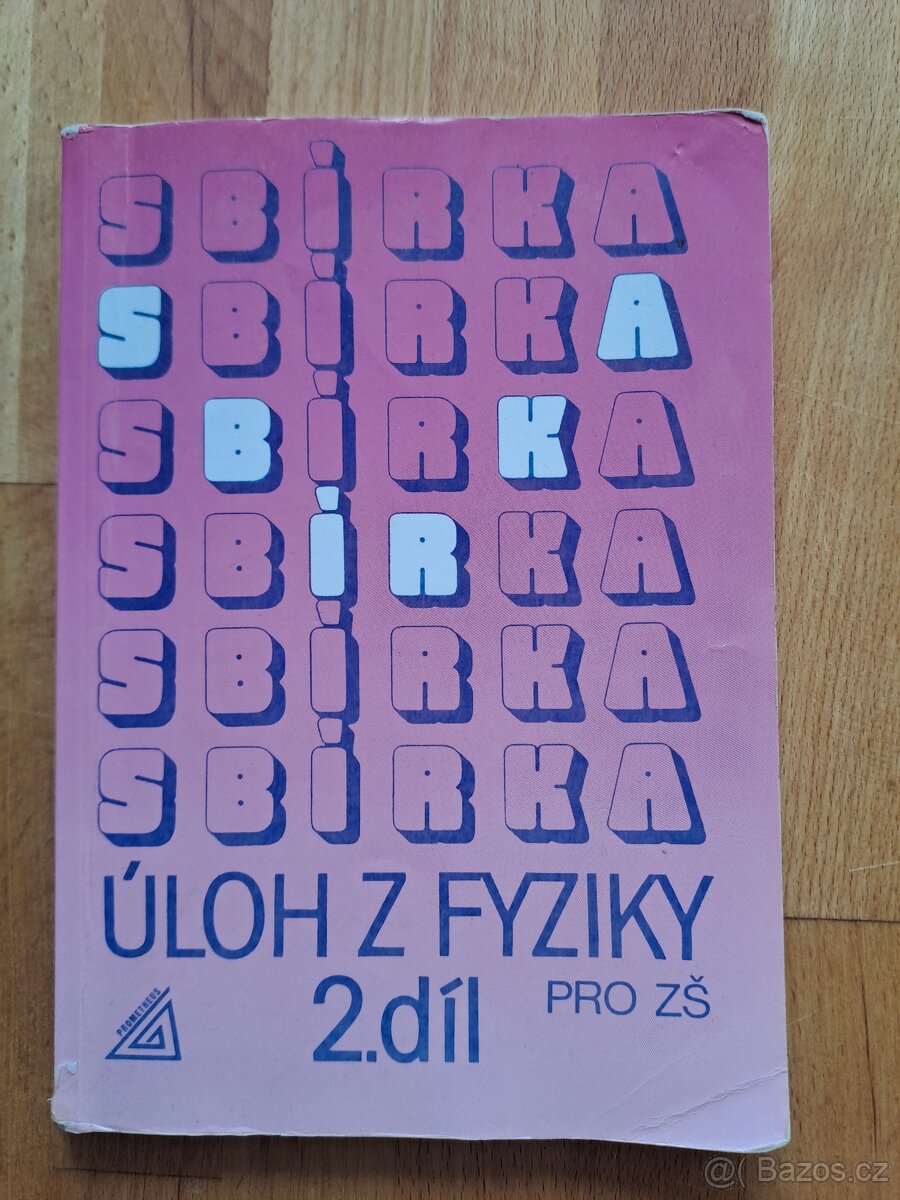 SBÍRKA
SBÍRKA
SBÍRKA
SBÍRKA
SBÍRKA
SBÍRKA
ÚLOH Z FYZIKY
2.díl PRO ZŠ
PROMETHEUS
@( Bazos.cz